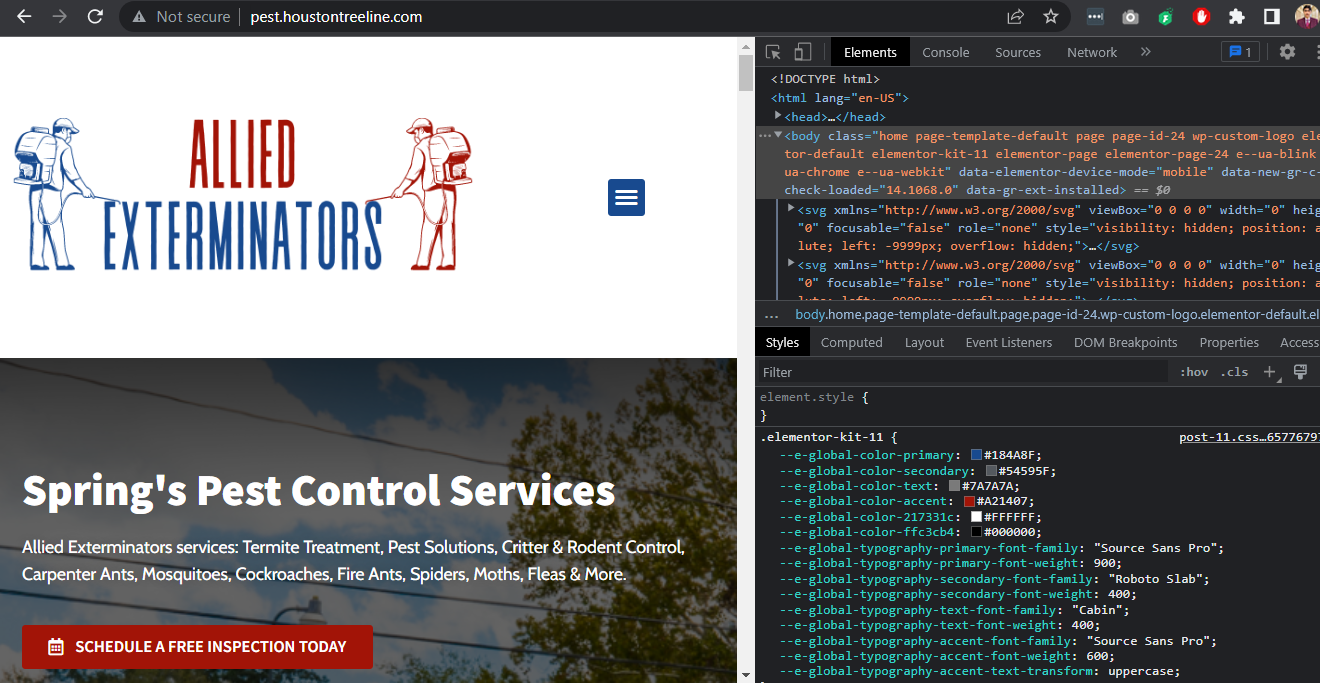 Not secure pest.houstontreeline.com
ALLIED
EXTERMINATORS
Spring's Pest Control Services
Allied Exterminators services: Termite Treatment, Pest Solutions, Critter & Rodent Control,
Carpenter Ants, Mosquitoes, Cockroaches, Fire Ants, Spiders, Moths, Fleas & More.
SCHEDULE A FREE INSPECTION TODAY
Elements Console Sources Network » 1
<!DOCTYPE html>
<html lang="en-US">
<head>…</head>
<body class="home page-template-default page page-id-24 wp-custom-logo ele
tor-default elementor-kit-11 elementor-page elementor-page-24 e--ua-blink
ua-chrome e--ua-webkit" data-elementor-device-mode="mobile" data-new-gr-c-
check-loaded="14.1068.0" data-gr-ext-installed> == $0
<svg xmlns="http://www.w3.org/2000/svg" viewBox="0 0 0 0" width="0" heig
"0" focusable="false" role="none" style="visibility: hidden; position: a
lute; left: -9999px; overflow: hidden;">…</svg>
<svg xmlns="http://www.w3.org/2000/svg" viewBox="0 0 0 0" width="0" heig
"0" focusable="false" role="none" style="visibility: hidden; position: a
lute; left: -9999px; overflow: hidden;">…</svg>
… body.home.page-template-default.page.page-id-24.wp-custom-logo.elementor-default.el
Styles Computed Layout Event Listeners DOM Breakpoints Properties Access
Filter :hov .cls +
element.style {
}
.elementor-kit-11 { post-11.css…65776797
--e-global-color-primary: #184A8F;
--e-global-color-secondary: #54595F;
--e-global-color-text: #7A7A7A;
--e-global-color-accent: #A21407;
--e-global-color-217331c: #FFFFFF;
--e-global-color-ffc3cb4: #000000;
--e-global-typography-primary-font-family: "Source Sans Pro";
--e-global-typography-primary-font-weight: 900;
--e-global-typography-secondary-font-family: "Roboto Slab";
--e-global-typography-secondary-font-weight: 400;
--e-global-typography-text-font-family: "Cabin";
--e-global-typography-text-font-weight: 400;
--e-global-typography-accent-font-family: "Source Sans Pro";
--e-global-typography-accent-font-weight: 600;
--e-global-typography-accent-text-transform: uppercase;